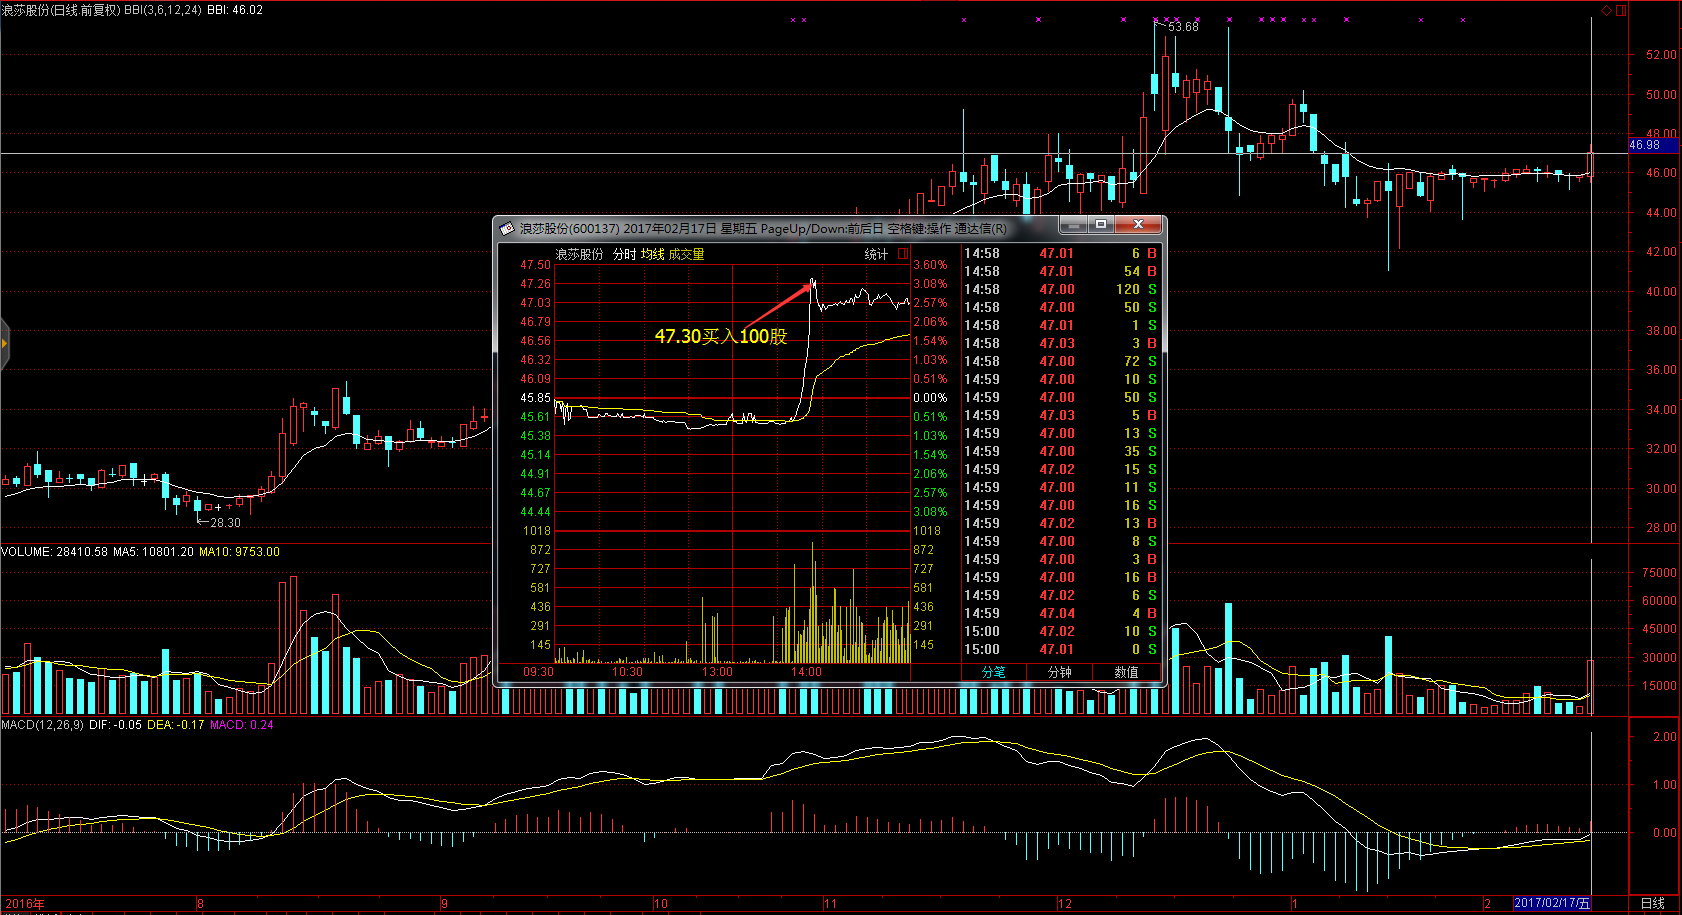 浪莎股份(日线.前复权) BBI(3,6,12,24) BBI: 46.02
53.68
52.00
50.00
48.00
46.98
46.00
44.00
42.00
40.00
38.00
36.00
34.00
32.00
30.00
28.00
28.30
浪莎股份(600137) 2017年02月17日 星期五 PageUp/Down:前后日 空格键:操作 通达信(R)
浪莎股份 分时 均线 成交量 统计
47.50 3.60%
47.26 3.08%
47.03 2.57%
46.79 2.06%
46.56 1.54%
46.32 1.03%
46.09 0.51%
45.85 0.00%
45.61 0.51%
45.38 1.03%
45.14 1.54%
44.91 2.06%
44.67 2.57%
44.44 3.08%
1018 1018
872 872
727 727
581 581
436 436
291 291
145 145
09:30 10:30 13:00 14:00
47.30买入100股
14:58 47.01 6 B
14:58 47.01 54 B
14:58 47.00 120 S
14:58 47.00 50 S
14:58 47.01 1 S
14:58 47.03 3 B
14:58 47.00 72 S
14:59 47.00 10 S
14:59 47.00 50 S
14:59 47.03 5 B
14:59 47.00 13 S
14:59 47.00 35 S
14:59 47.02 15 S
14:59 47.00 11 S
14:59 47.00 16 S
14:59 47.02 13 B
14:59 47.00 8 S
14:59 47.00 3 B
14:59 47.00 16 B
14:59 47.02 6 S
14:59 47.04 4 B
15:00 47.02 10 S
15:00 47.01 0 S
分笔 分钟 数值
VOLUME: 28410.58 MA5: 10801.20 MA10: 9753.00
75000
60000
45000
30000
15000
MACD(12,26,9) DIF: -0.05 DEA: -0.17 MACD: 0.24
2.00
1.00
0.00
2016年 8 9 10 11 12 1 2 2017/02/17/五 日线